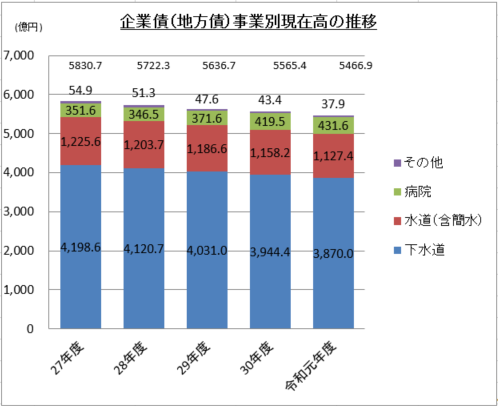 企業債(地方債)事業別現在高の推移
(億円)
7,000
6,000
5,000
4,000
3,000
2,000
1,000
0
5830.7 5722.3 5636.7 5565.4 5466.9
54.9 51.3 47.6 43.4 37.9
351.6 346.5 371.6 419.5 431.6
1,225.6 1,203.7 1,186.6 1,158.2 1,127.4
4,198.6 4,120.7 4,031.0 3,944.4 3,870.0
27年度 28年度 29年度 30年度 令和元年度
その他
病院
水道(含簡水)
下水道